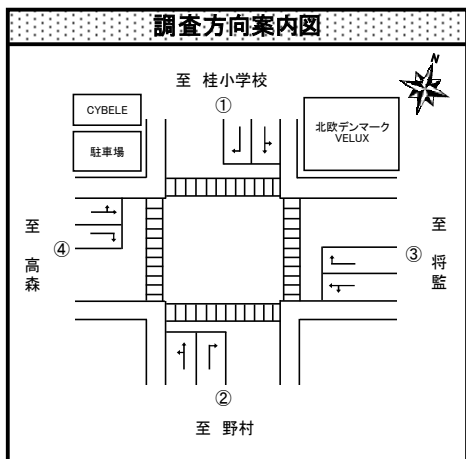 調査方向案内図
N
至 桂小学校
①
CYBELE
駐車場
北欧デンマーク
VELUX
至 高森
④
③
至 将監
②
至 野村